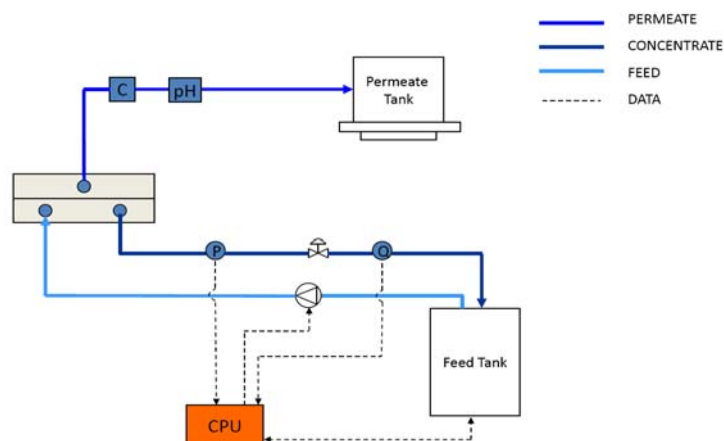 PERMEATE
CONCENTRATE
FEED
DATA
C
pH
Permeate
Tank
P
Q
Feed Tank
CPU